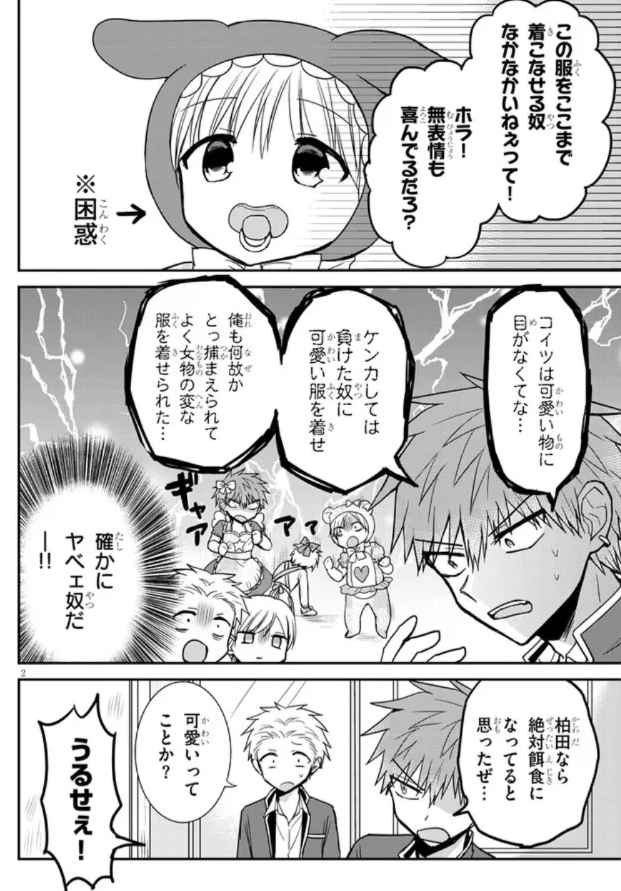 この服をここまで
着こなせる奴
なかなかいねぇって！
ホラ！
無表情も
喜んでるだろ？
※困惑
コイツは可愛い物に
目がなくてな…
ケンカしては
負けた奴に
可愛い服を着せ
俺も何故か
とっ捕まえられて
よく女物の変な
服を着せられた…
ギャアア
アァ
確かに
ヤベェ奴だ
ー!!
2
柏田なら
絶対餌食に
なってると
思ったぜ…
可愛いって
ことか？
うるせぇ！